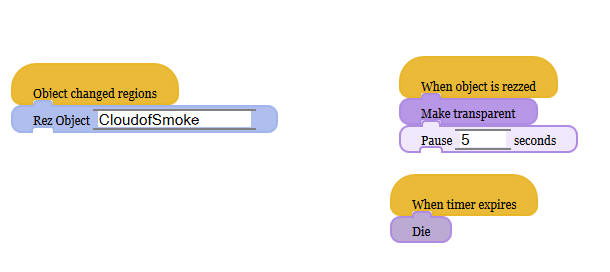 Object changed regions
Rez Object CloudofSmoke
When object is rezzed
Make transparent
Pause 5 seconds
When timer expires
Die